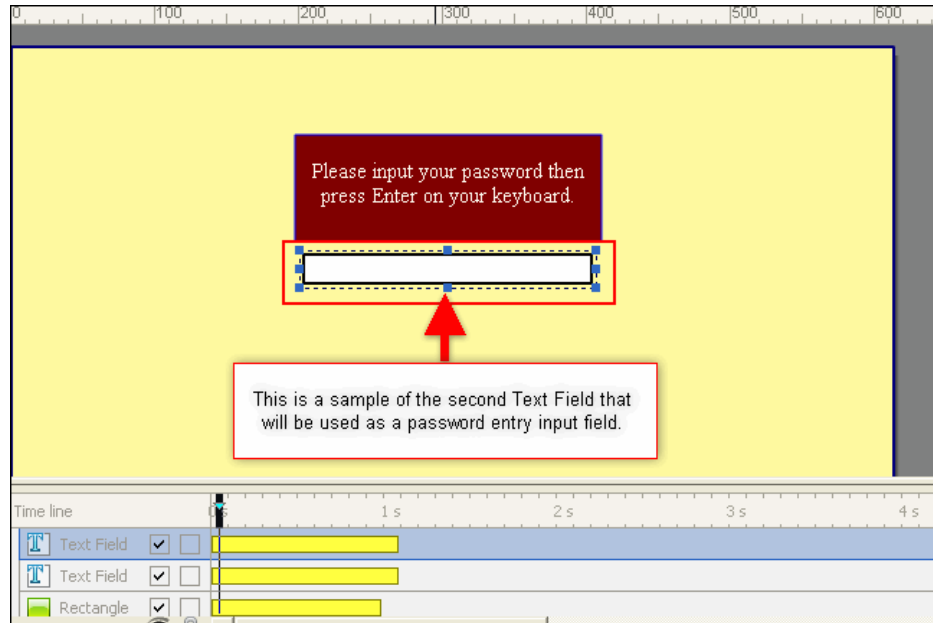 0 100 200 300 400 500 600
Please input your password then
press Enter on your keyboard.
This is a sample of the second Text Field that
will be used as a password entry input field.
Time line 1 s 2 s 3 s 4 s
T Text Field
T Text Field
Rectangle